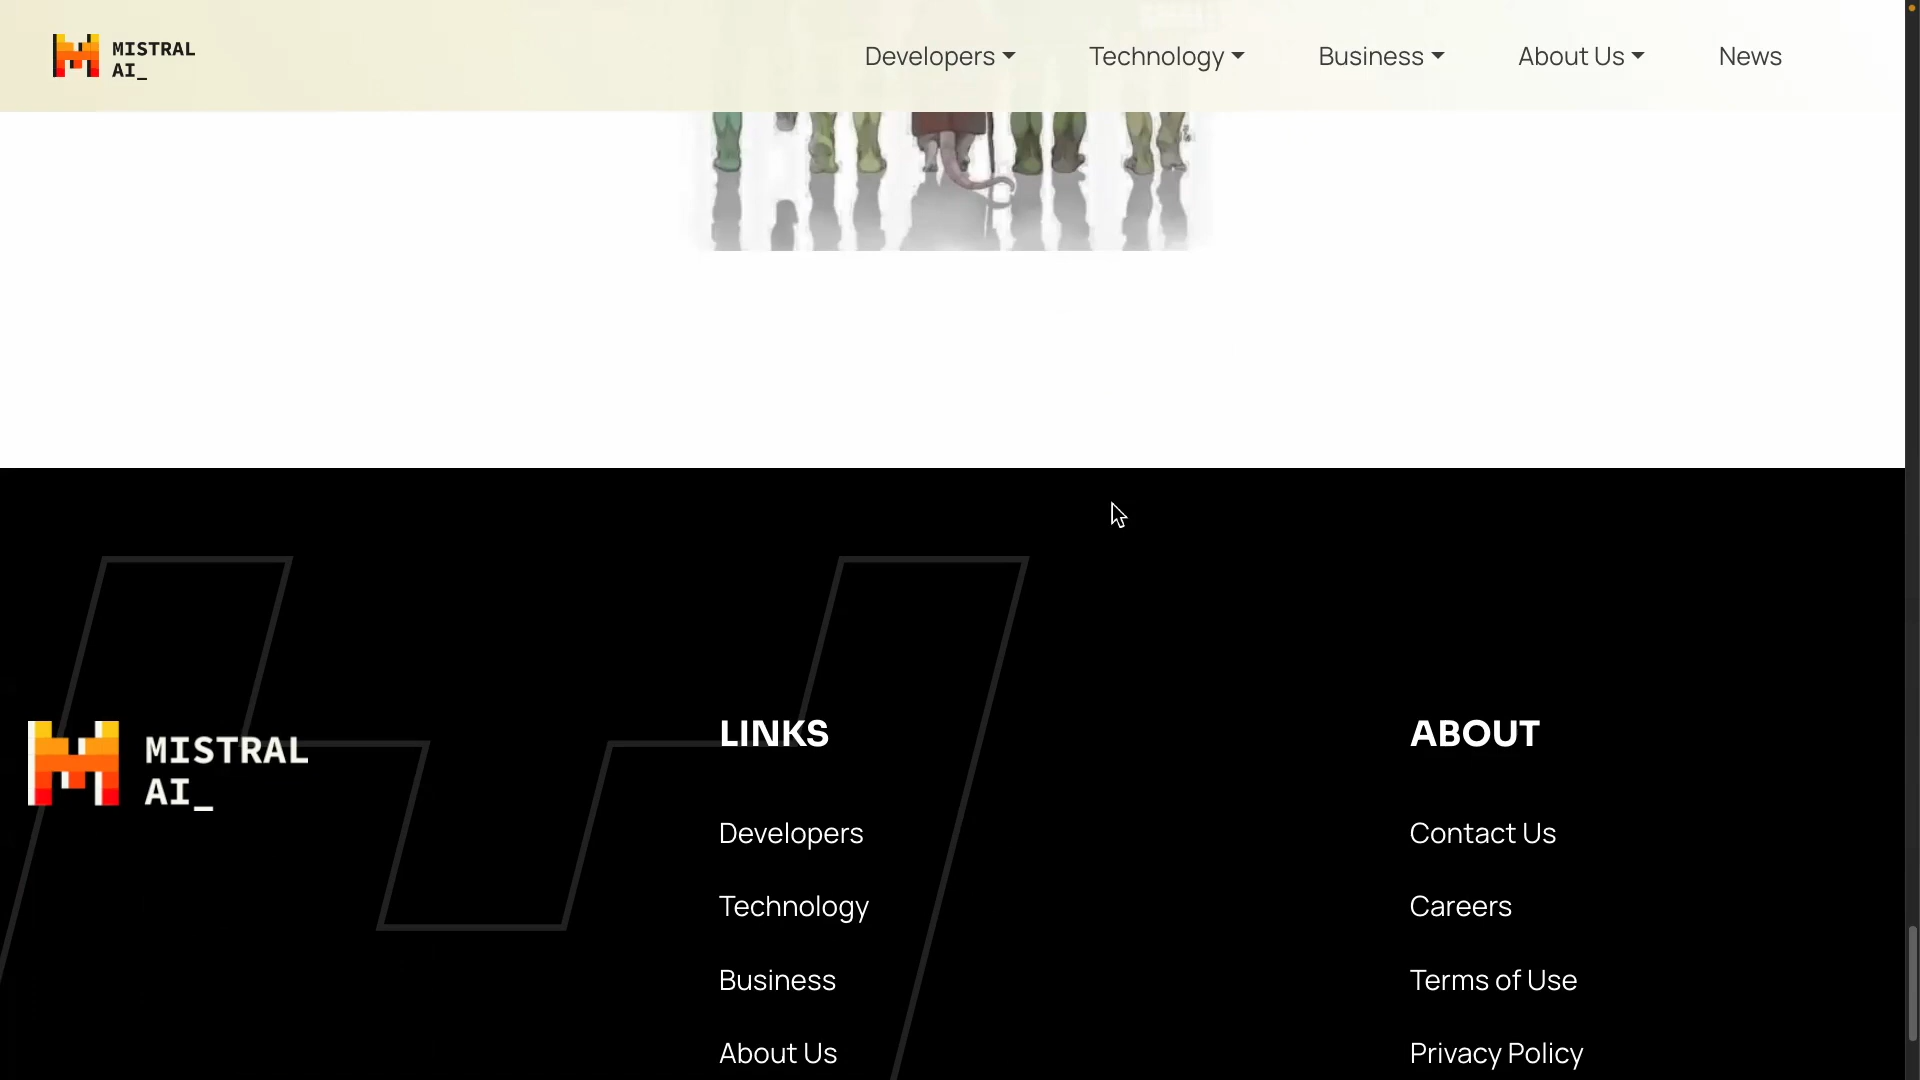 MISTRAL
AI_
Developers
Technology
Business
About Us
News
MISTRAL
AI_
LINKS
Developers
Technology
Business
About Us
ABOUT
Contact Us
Careers
Terms of Use
Privacy Policy